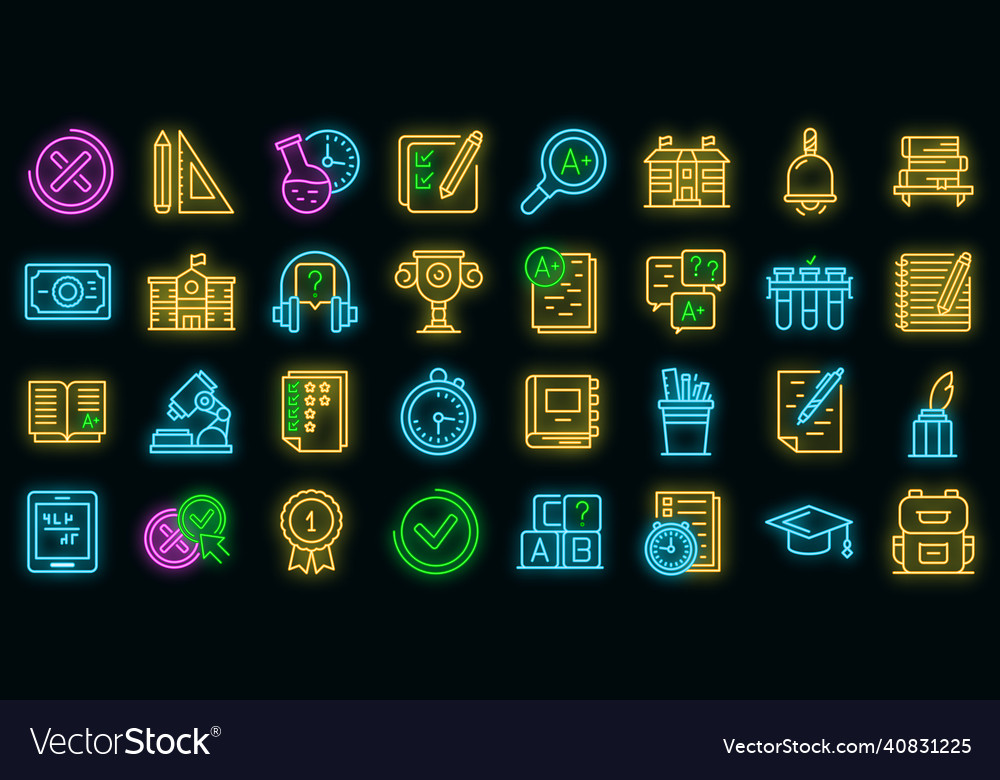 A+
?
A+
? ?
A+
A+
1
C ?
A B
VectorStock®
VectorStock.com/40831225